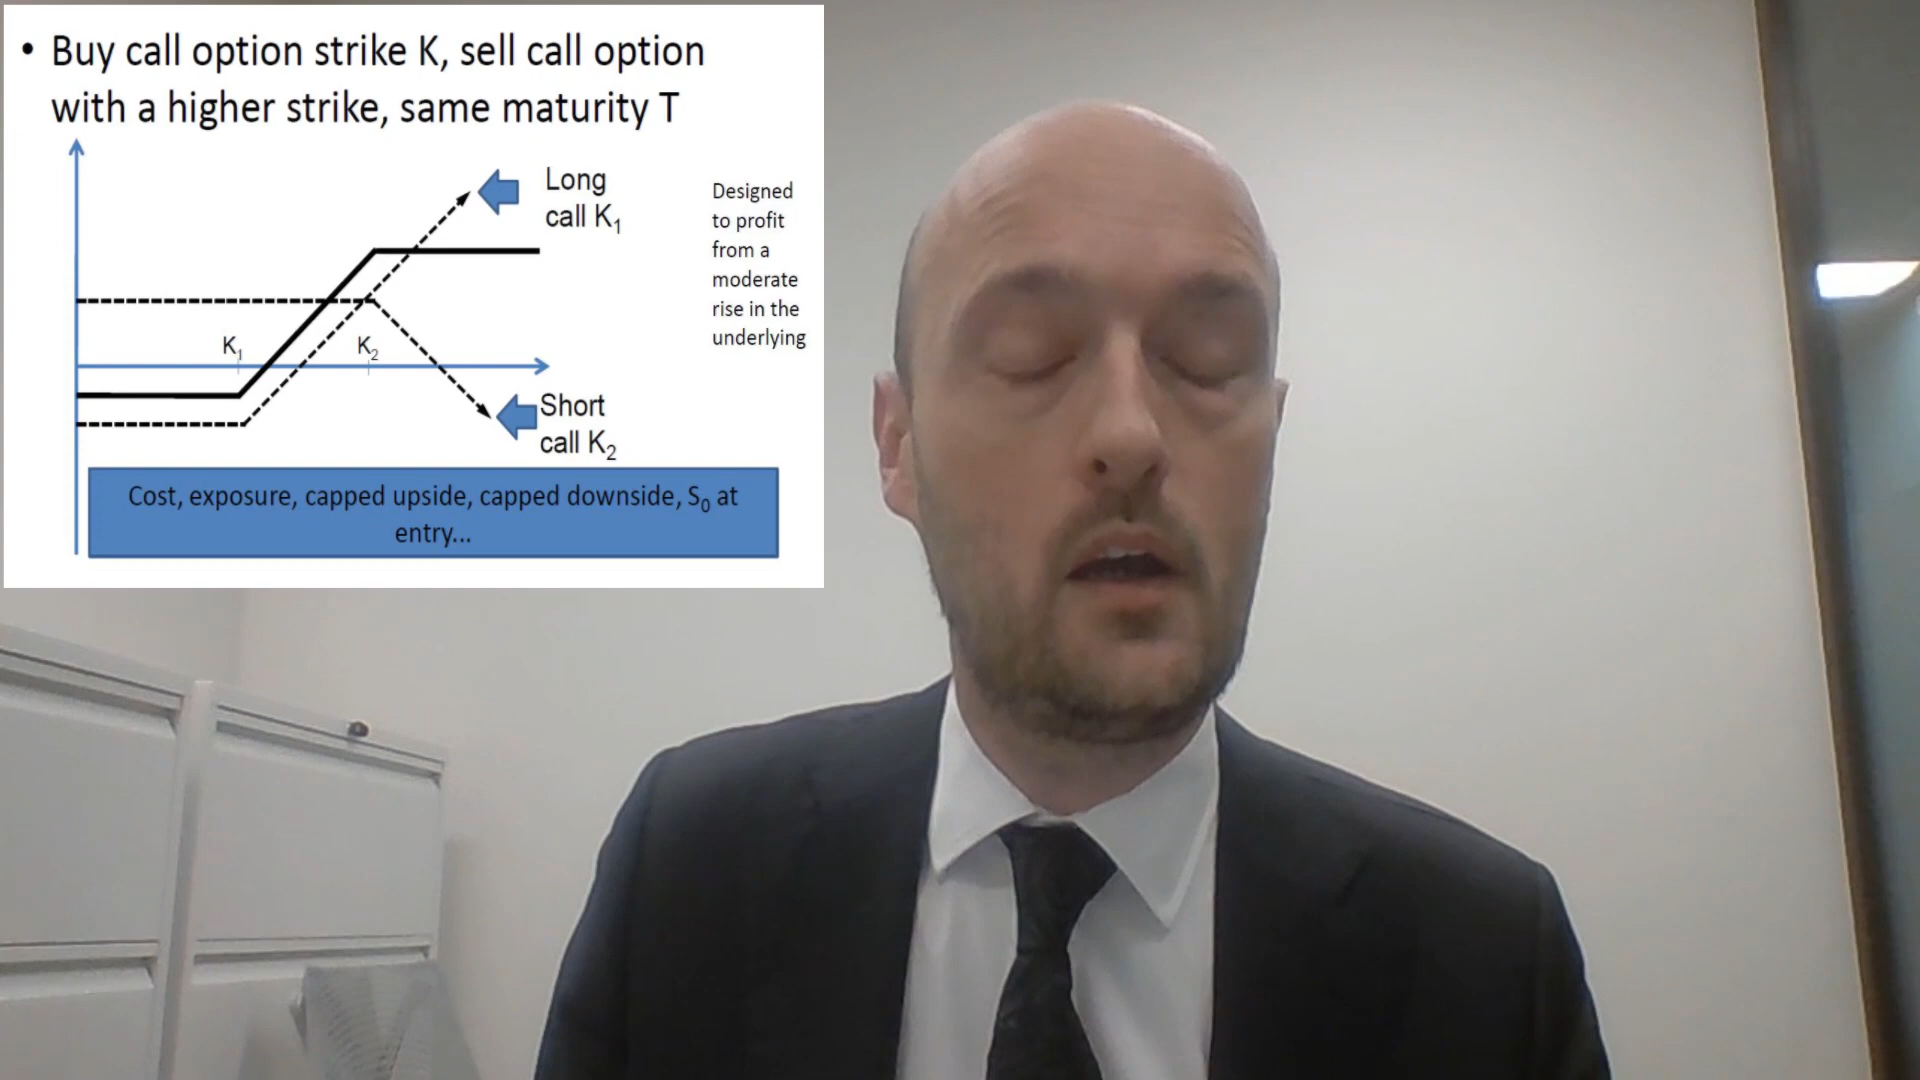 • Buy call option strike K, sell call option
with a higher strike, same maturity T
Long
call K₁
Designed
to profit
from a
moderate
rise in the
underlying
K₁
K₂
Short
call K₂
Cost, exposure, capped upside, capped downside, S₀ at
entry...